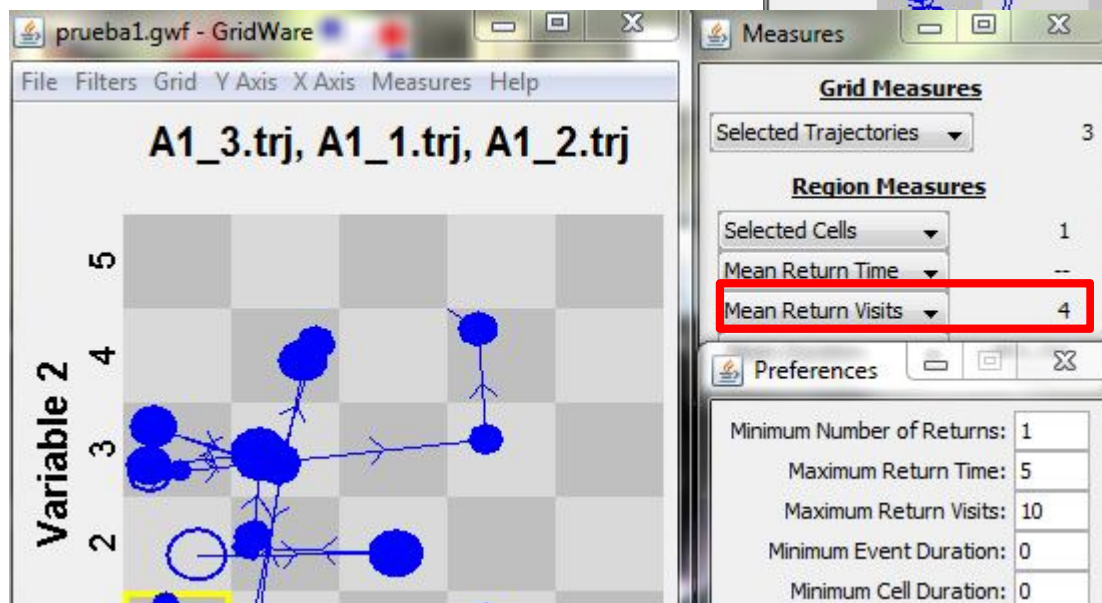 prueba1.gwf - GridWare
File Filters Grid Y Axis X Axis Measures Help
A1_3.trj, A1_1.trj, A1_2.trj
Variable 2
5
4
3
2
Measures
Grid Measures
Selected Trajectories 3
Region Measures
Selected Cells 1
Mean Return Time --
Mean Return Visits 4
Preferences
Minimum Number of Returns: 1
Maximum Return Time: 5
Maximum Return Visits: 10
Minimum Event Duration: 0
Minimum Cell Duration: 0